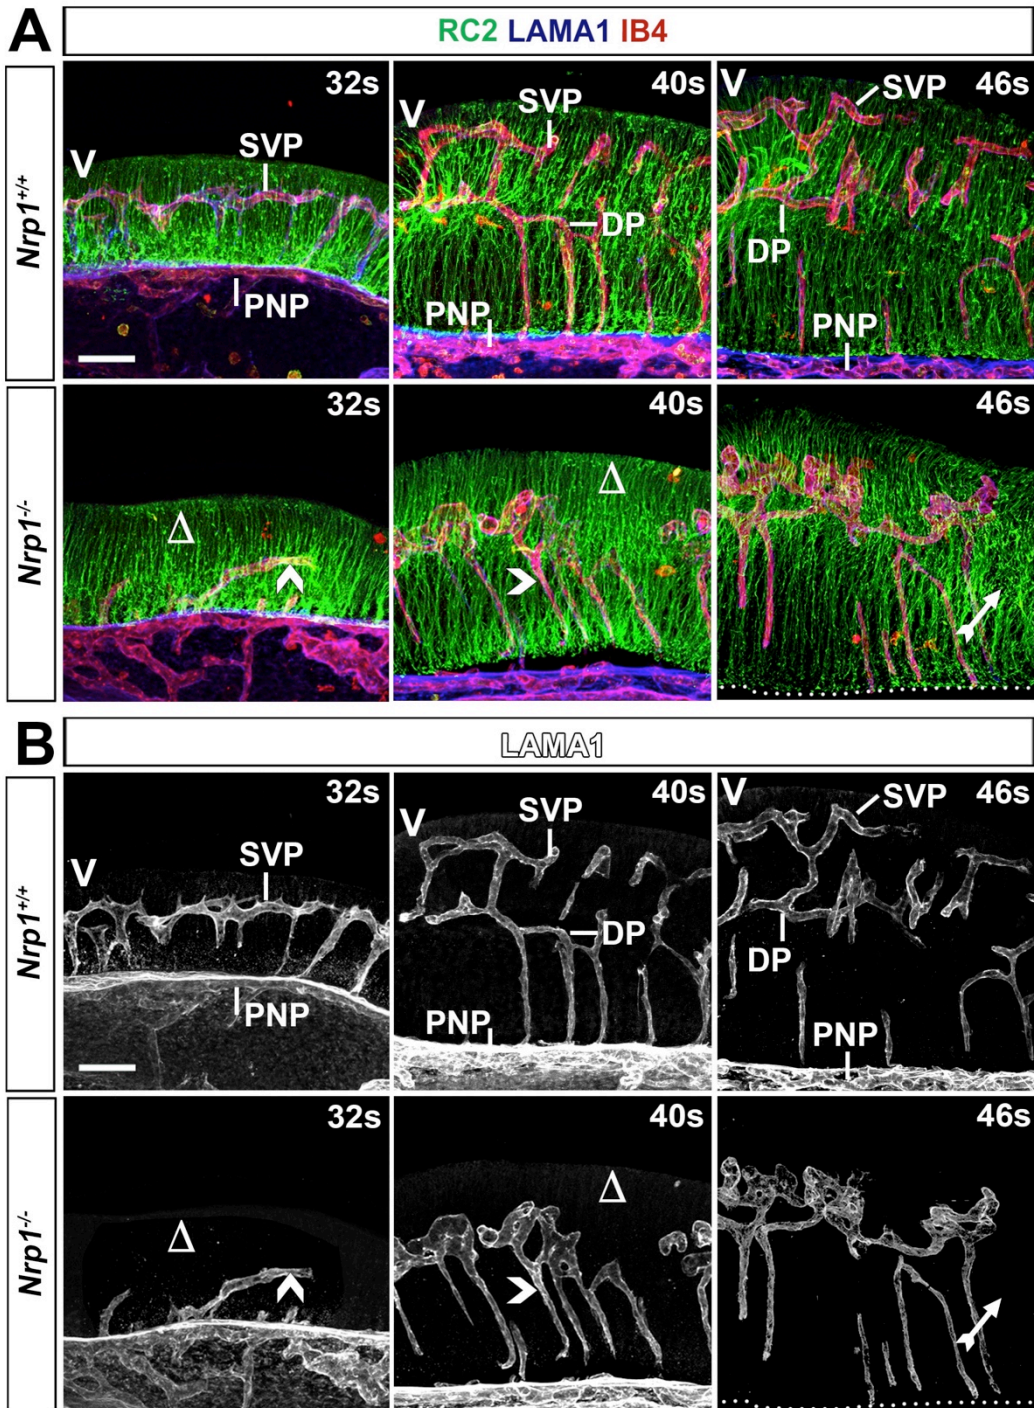 A
RC2 LAMA1 IB4
Nrp1+/+
32s
V
SVP
PNP
40s
V
SVP
DP
PNP
46s
V
SVP
DP
PNP
Nrp1-/-
32s
40s
46s
B
LAMA1
Nrp1+/+
32s
V
SVP
PNP
40s
V
SVP
DP
PNP
46s
V
SVP
DP
PNP
Nrp1-/-
32s
40s
46s